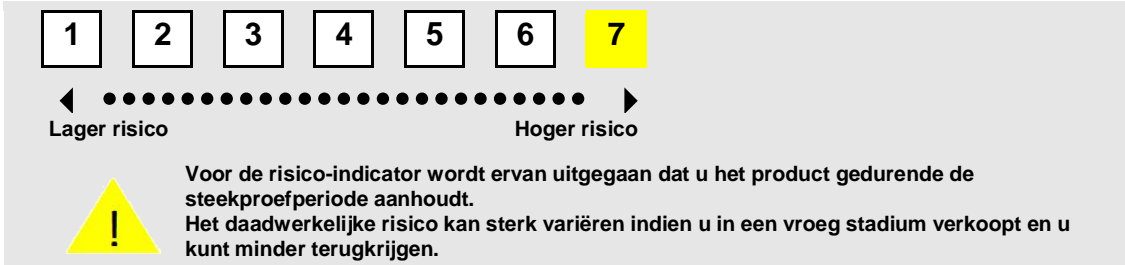 1 2 3 4 5 6 7
Lager risico Hoger risico
Voor de risico-indicator wordt ervan uitgegaan dat u het product gedurende de
steekproefperiode aanhoudt.
Het daadwerkelijke risico kan sterk variëren indien u in een vroeg stadium verkoopt en u
! kunt minder terugkrijgen.